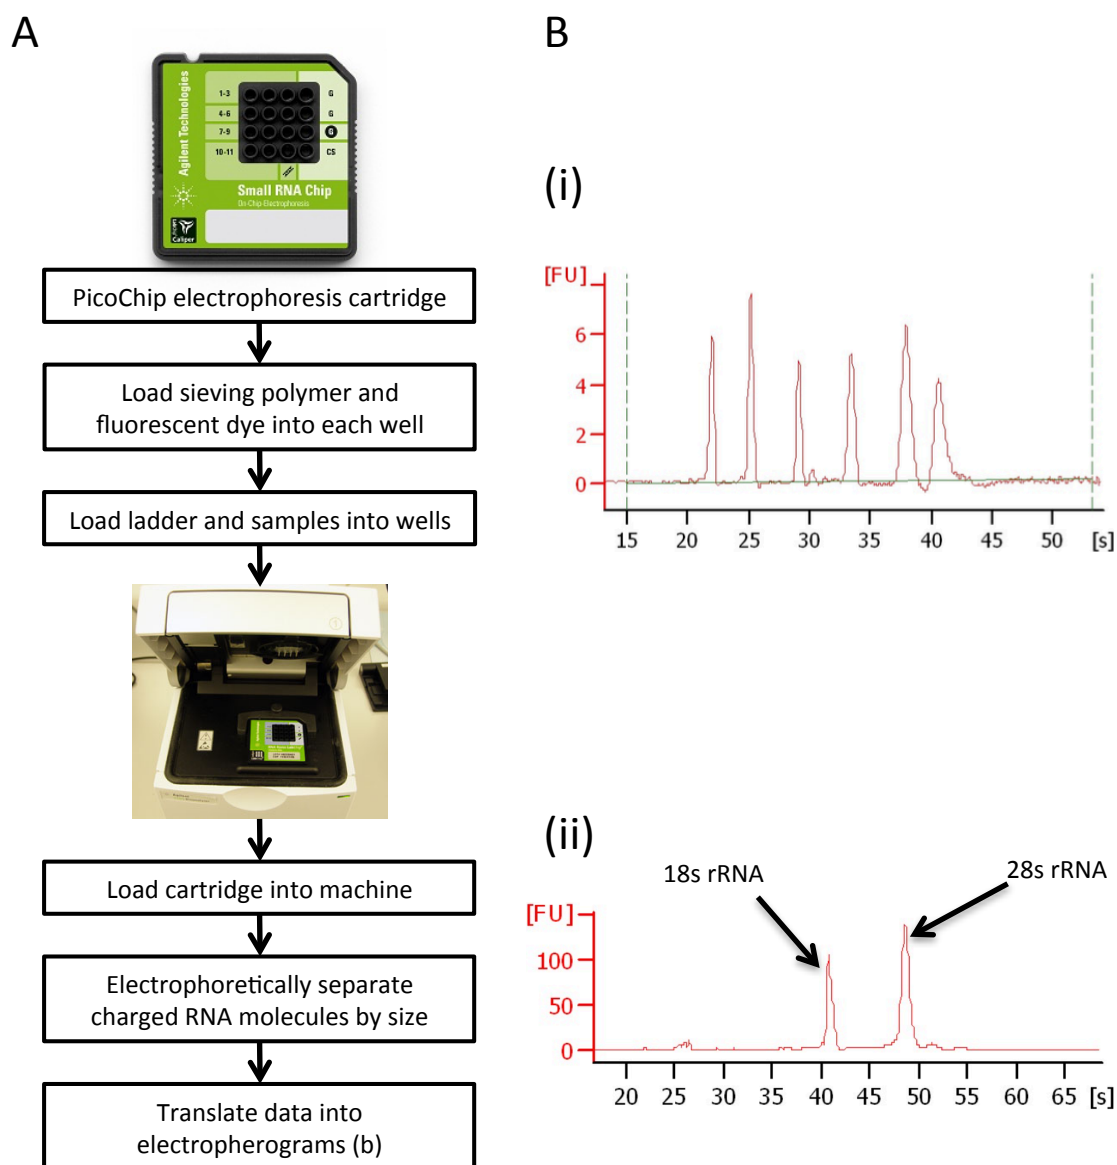 A
Agilent Technologies
1-3
G
4-6
G
7-9
G
10-11
CS
Small RNA Chip
On-Chip-Electrophoresis
Caliper
PicoChip electrophoresis cartridge
Load sieving polymer and
fluorescent dye into each well
Load ladder and samples into wells
Load cartridge into machine
Electrophoretically separate
charged RNA molecules by size
Translate data into
electropherograms (b)
B
(i)
[FU]
6
4
2
0
15 20 25 30 35 40 45 50 [s]
(ii)
18s rRNA
28s rRNA
[FU]
100
50
0
20 25 30 35 40 45 50 55 60 65 [s]